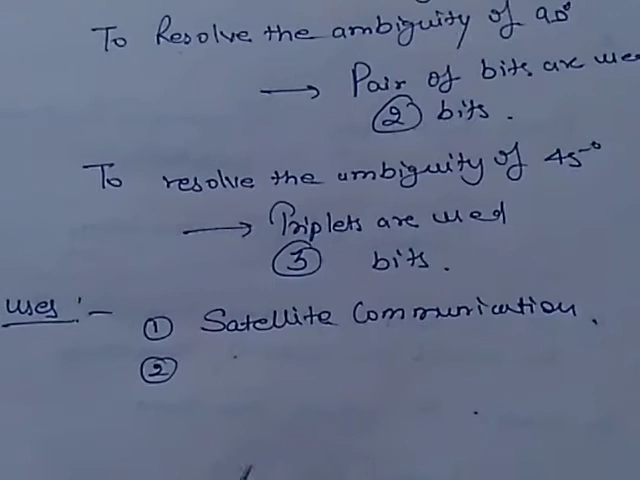 To Resolve the ambiguity of 90°
→ Pair of bits are use
② bits.
To resolve the ambiguity of 45°
→ Triplets are used
③ bits.
Uses :-
① Satellite Communication.
②